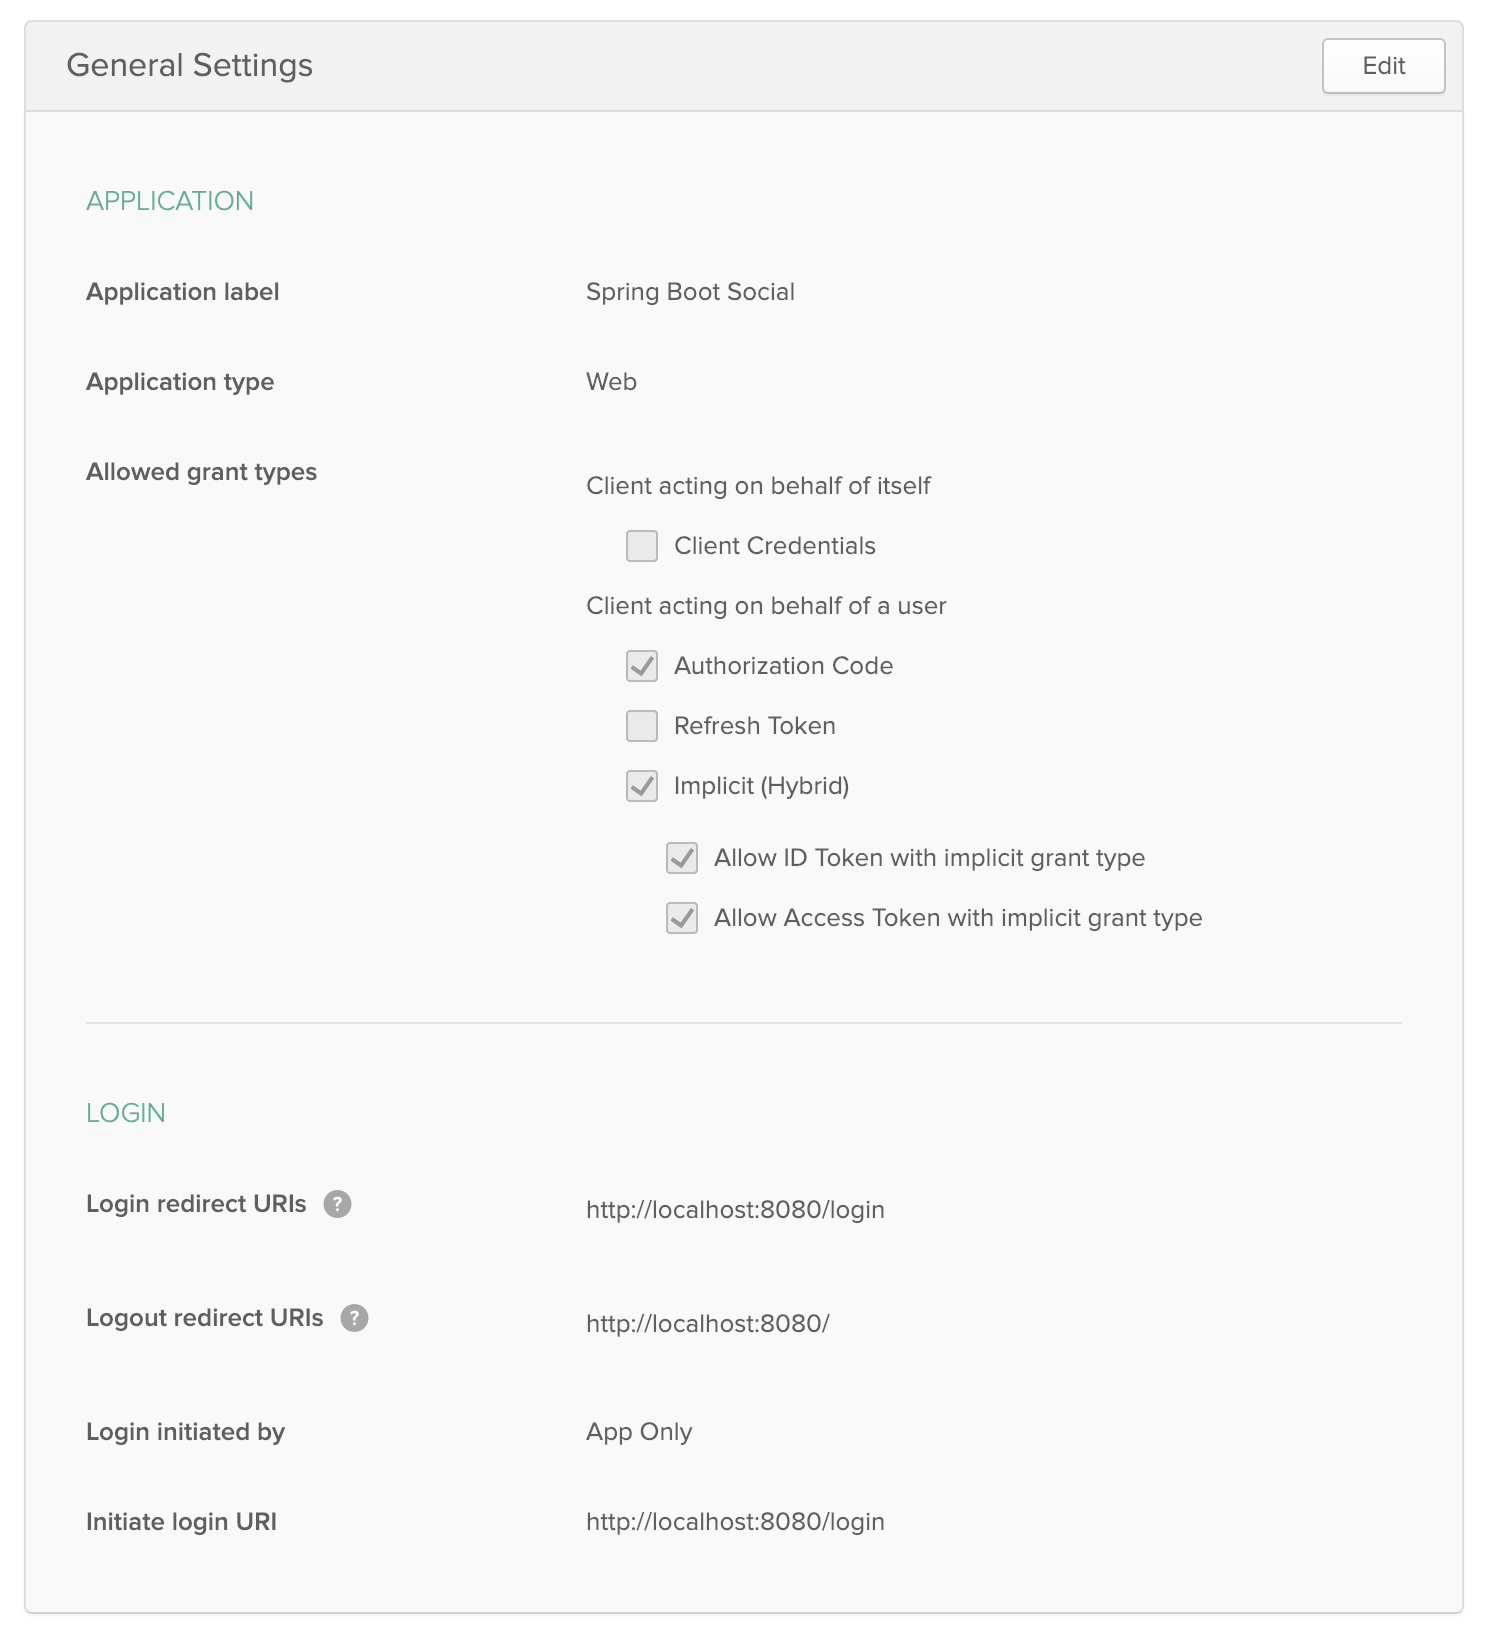 General Settings
Edit
APPLICATION
Application label
Spring Boot Social
Application type
Web
Allowed grant types
Client acting on behalf of itself
Client Credentials
Client acting on behalf of a user
Authorization Code
Refresh Token
Implicit (Hybrid)
Allow ID Token with implicit grant type
Allow Access Token with implicit grant type
LOGIN
Login redirect URIs ?
http://localhost:8080/login
Logout redirect URIs ?
http://localhost:8080/
Login initiated by
App Only
Initiate login URI
http://localhost:8080/login